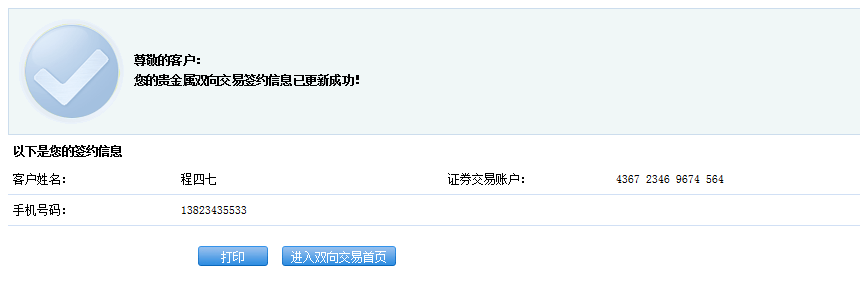 尊敬的客户：
您的贵金属双向交易签约信息已更新成功！
以下是您的签约信息
客户姓名： 程四七 证券交易账户： 4367 2346 9674 564
手机号码： 13823435533
打印 进入双向交易首页